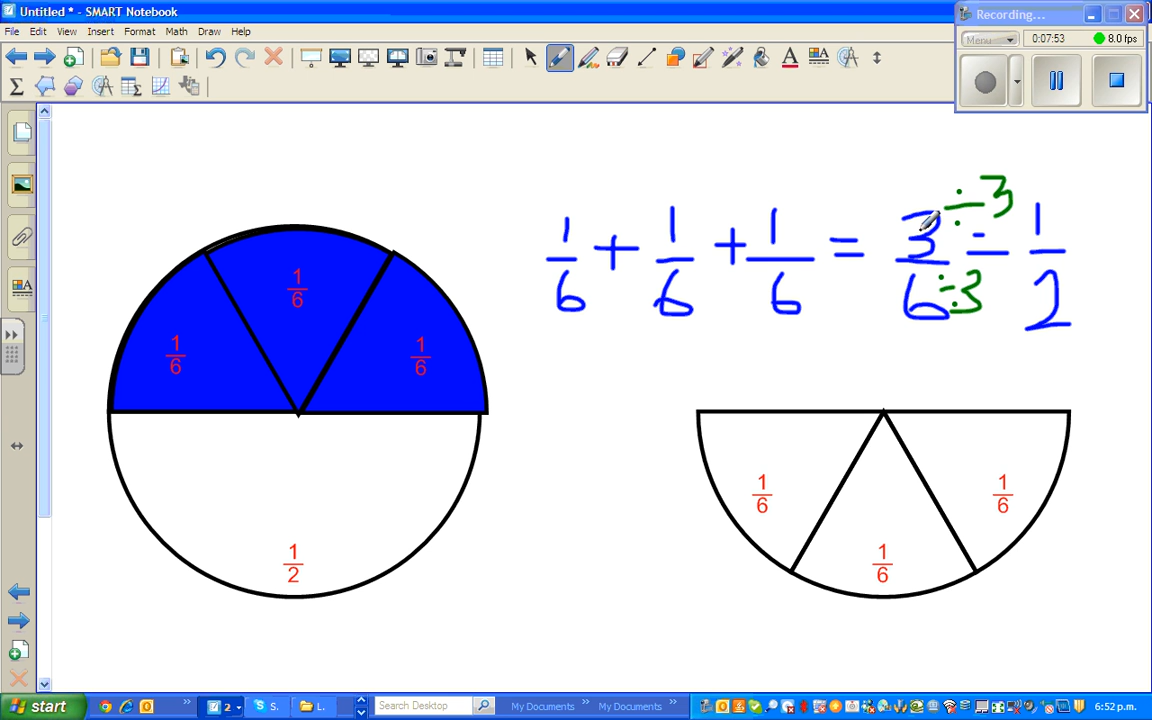 Untitled * - SMART Notebook
Recording...
File Edit View Insert Format Math Draw Help
Menu
0:07:53
8.0 fps
1/6 + 1/6 + 1/6 = 3/6 ÷3/÷3 = 1/2
1/6
1/6
1/6
1/2
1/6
1/6
1/6
start
2
S.
L.
Search Desktop
My Documents
My Documents
6:52 p.m.